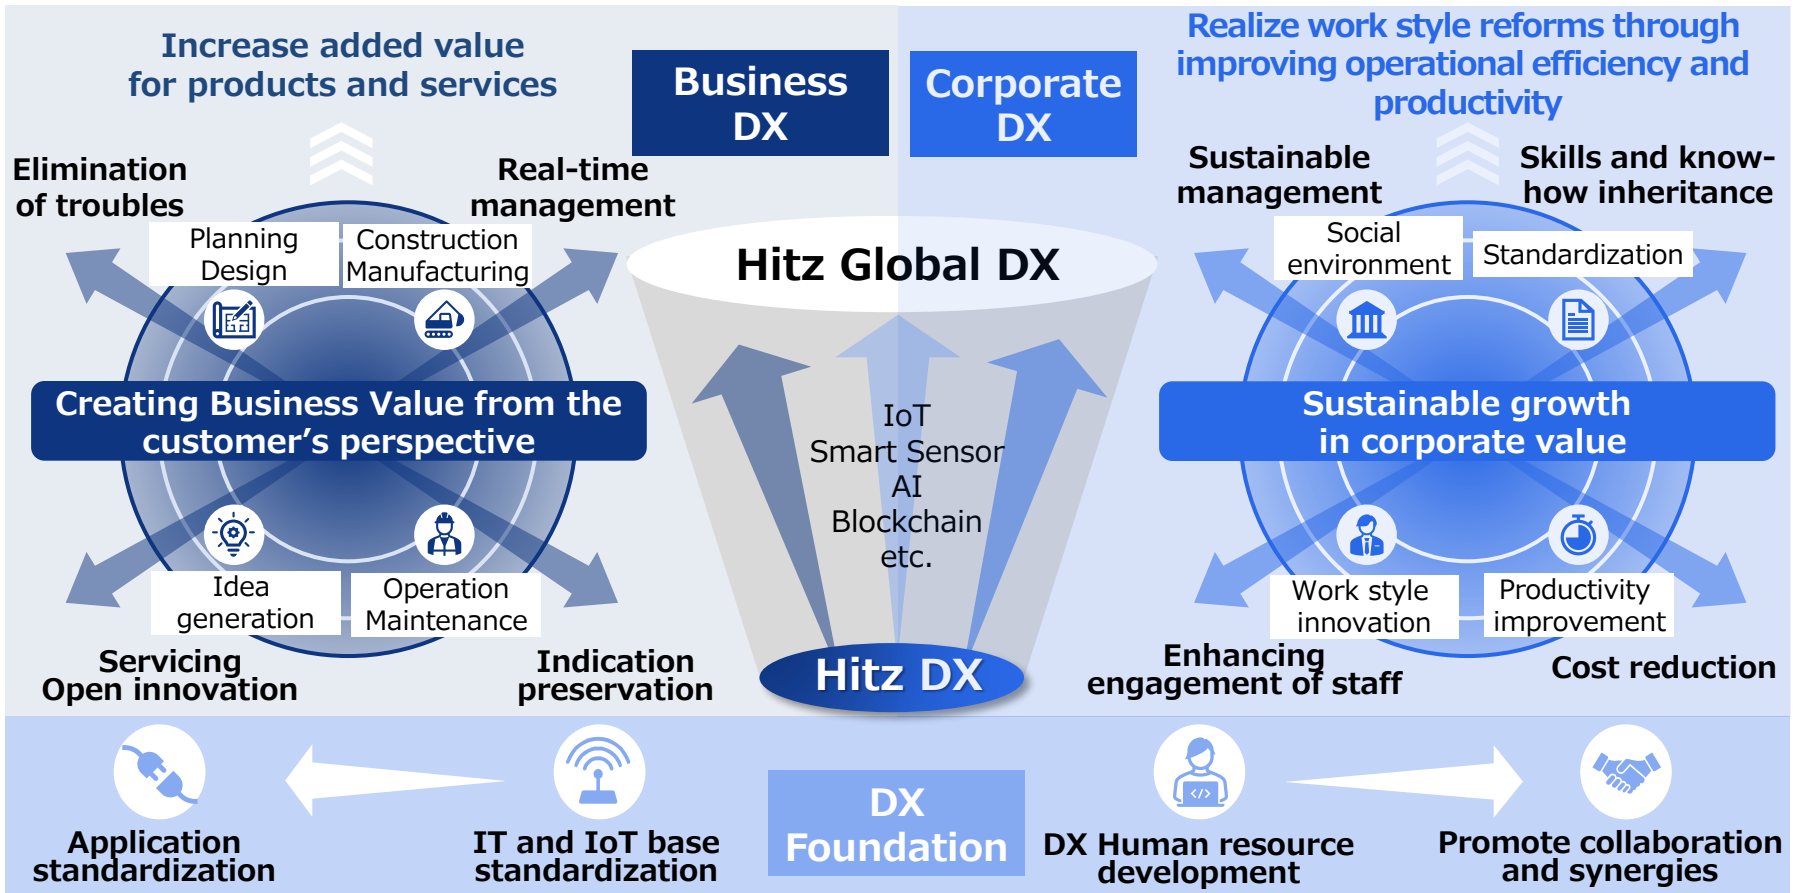 Increase added value
for products and services
Business
DX
Corporate
DX
Realize work style reforms through
improving operational efficiency and
productivity
Elimination
of troubles
Real-time
management
Planning
Design
Construction
Manufacturing
Creating Business Value from the
customer’s perspective
Idea
generation
Operation
Maintenance
Servicing
Open innovation
Indication
preservation
Hitz Global DX
IoT
Smart Sensor
AI
Blockchain
etc.
Hitz DX
Sustainable
management
Skills and know-
how inheritance
Social
environment
Standardization
Sustainable growth
in corporate value
Work style
innovation
Productivity
improvement
Enhancing
engagement of staff
Cost reduction
Application
standardization
IT and IoT base
standardization
DX
Foundation
DX Human resource
development
Promote collaboration
and synergies